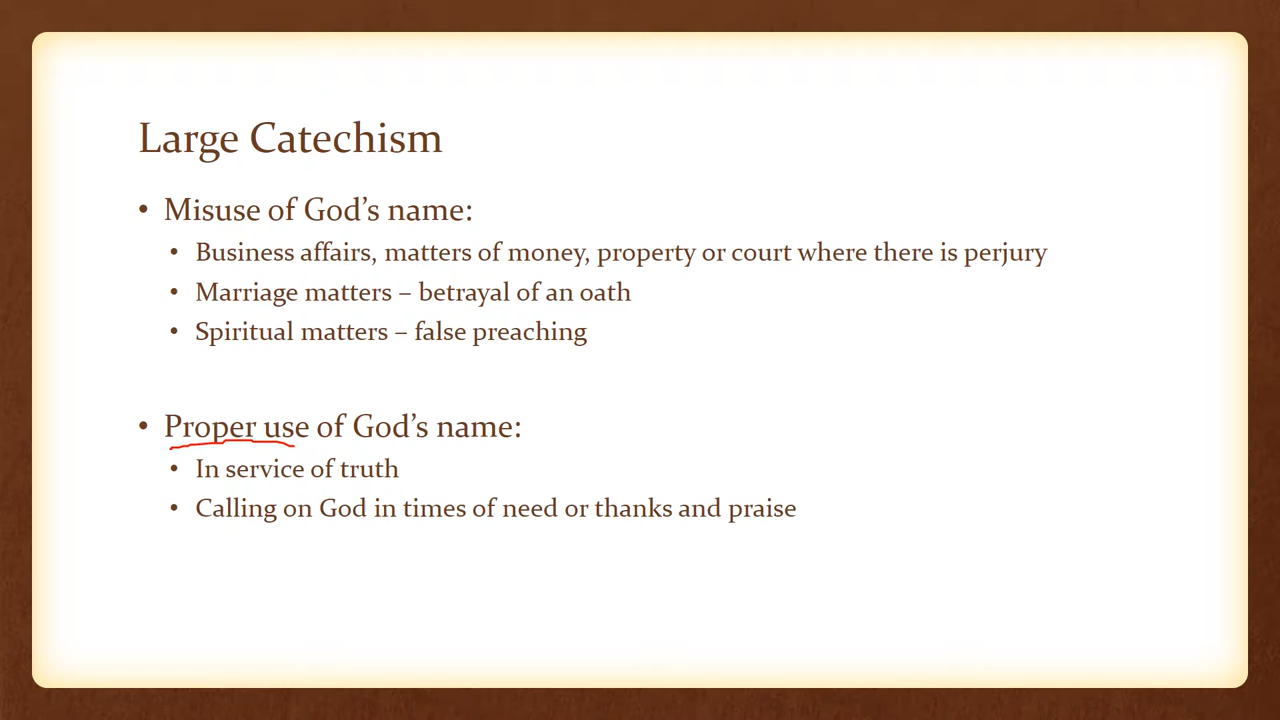 Large Catechism
• Misuse of God’s name:
• Business affairs, matters of money, property or court where there is perjury
• Marriage matters – betrayal of an oath
• Spiritual matters – false preaching
• Proper use of God’s name:
• In service of truth
• Calling on God in times of need or thanks and praise